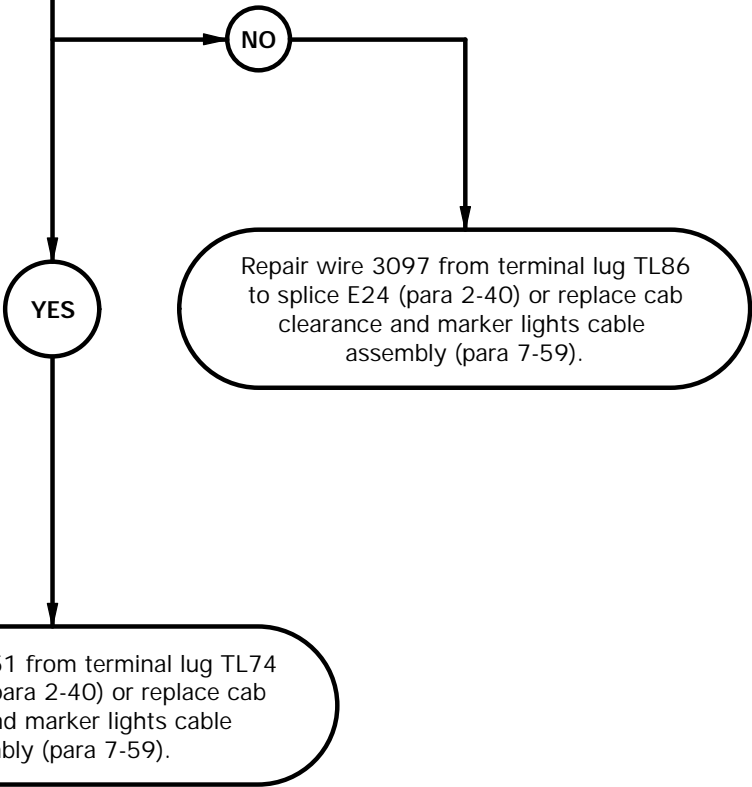 NO
YES
Repair wire 3097 from terminal lug TL86
to splice E24 (para 2-40) or replace cab
clearance and marker lights cable
assembly (para 7-59).
from terminal lug TL74
2-40) or replace cab
marker lights cable
(para 7-59).